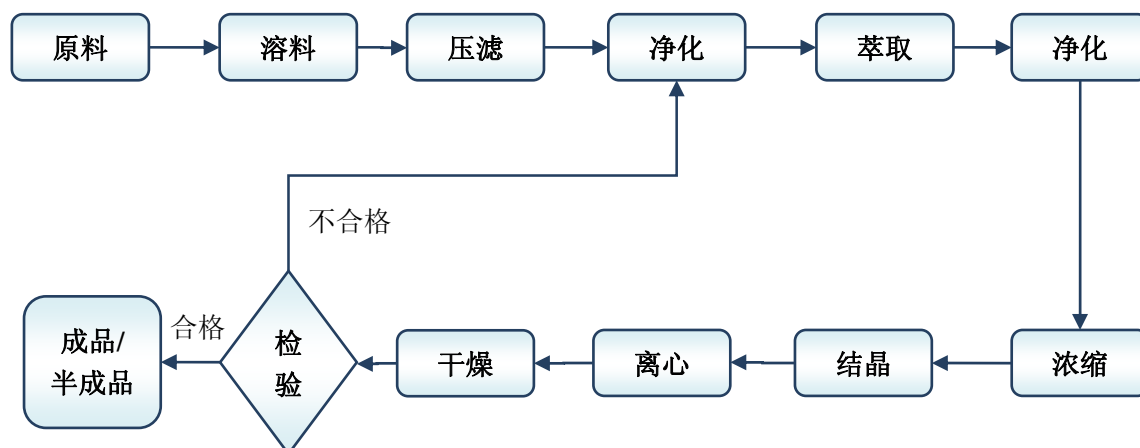 原料
溶料
压滤
净化
萃取
净化
不合格
成品/
半成品
合格
检
验
干燥
离心
结晶
浓缩